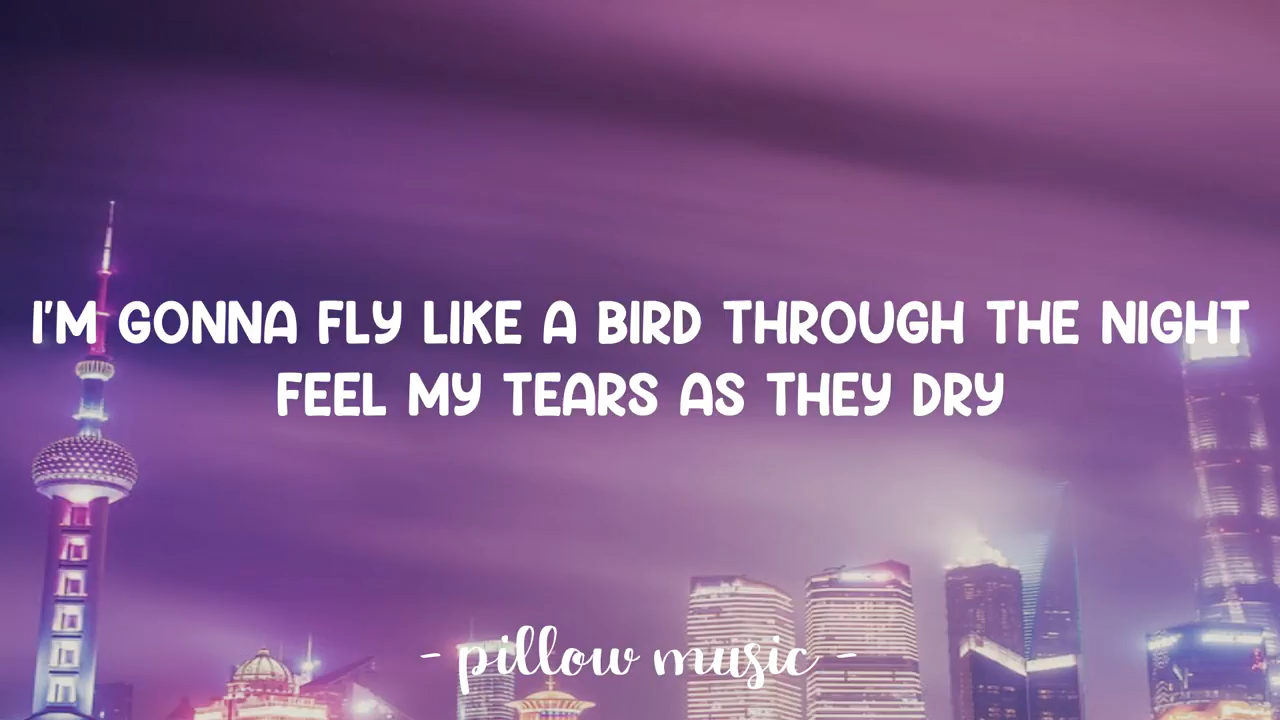 I'M GONNA FLY LIKE A BIRD THROUGH THE NIGHT
FEEL MY TEARS AS THEY DRY
- pillow music -